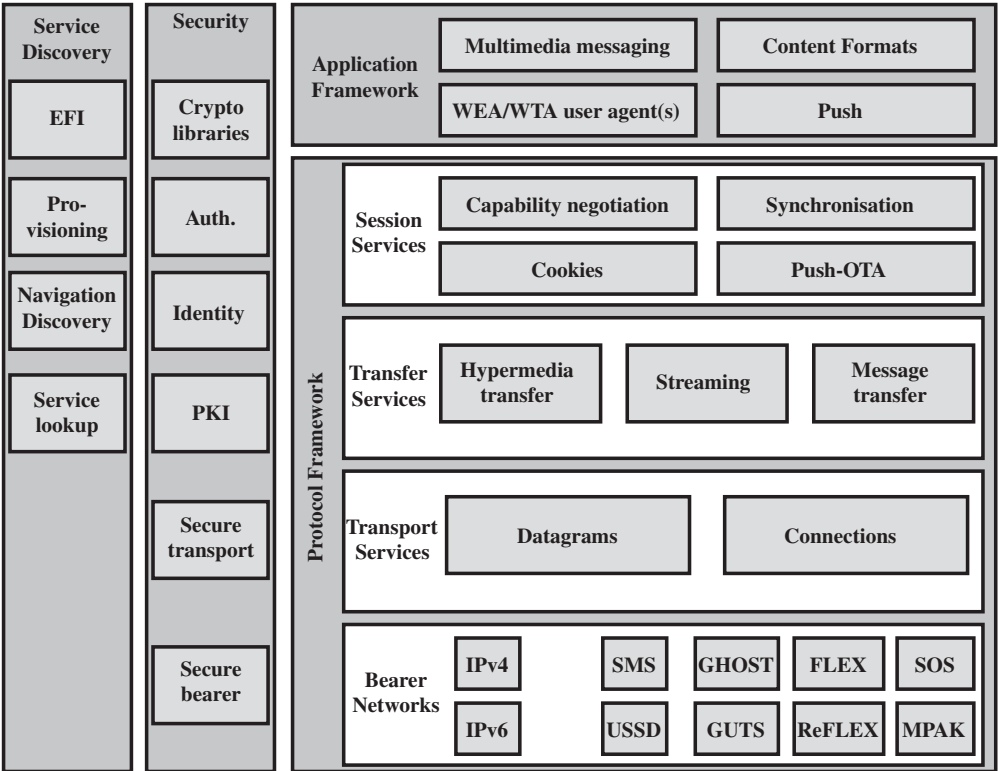 Service
Discovery
EFI
Pro-
visioning
Navigation
Discovery
Service
lookup
Security
Crypto
libraries
Auth.
Identity
PKI
Secure
transport
Secure
bearer
Application
Framework
Multimedia messaging
Content Formats
WEA/WTA user agent(s)
Push
Protocol Framework
Session
Services
Capability negotiation
Synchronisation
Cookies
Push-OTA
Transfer
Services
Hypermedia
transfer
Streaming
Message
transfer
Transport
Services
Datagrams
Connections
Bearer
Networks
IPv4
SMS
GHOST
FLEX
SOS
IPv6
USSD
GUTS
ReFLEX
MPAK